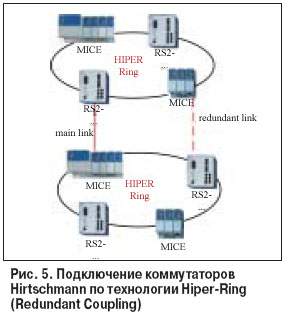 MICE
RS2-
...
HIPER
Ring
RS2-
...
MICE
main link
redundant link
MICE
HIPER
Ring
RS2-
...
RS2-
...
MICE
Рис. 5. Подключение коммутаторов
Hirtschmann по технологии Hiper-Ring
(Redundant Coupling)